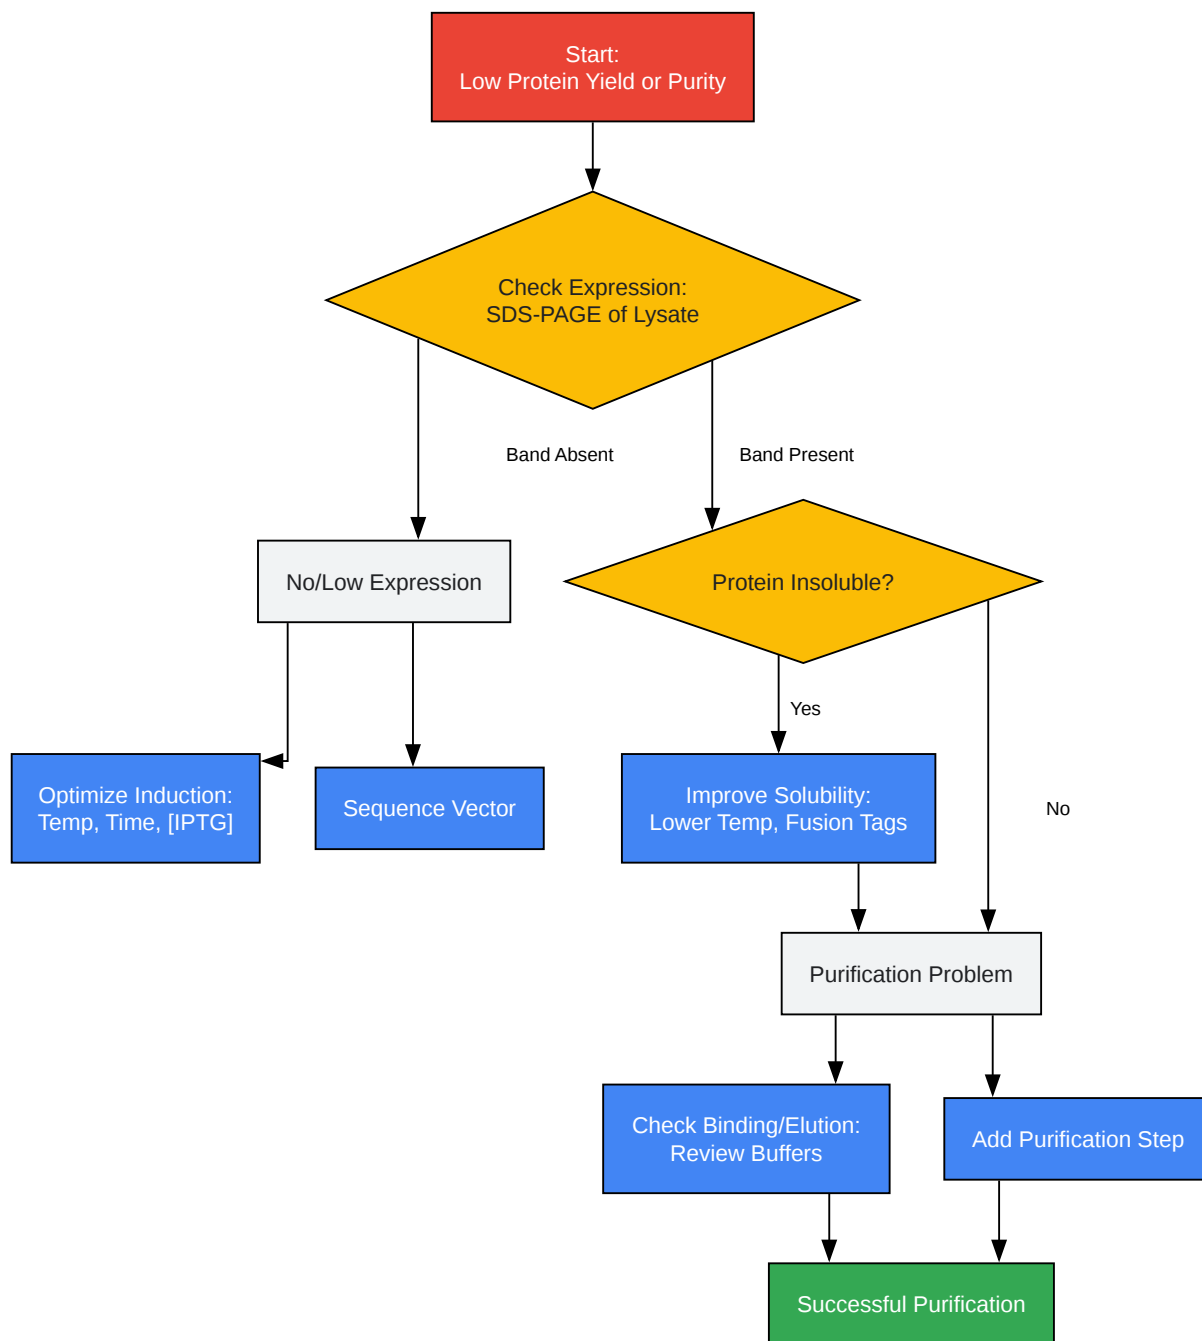 Start:
Low Protein Yield or Purity
Check Expression:
SDS-PAGE of Lysate
Band Absent
Band Present
No/Low Expression
Protein Insoluble?
Yes
Optimize Induction:
Temp, Time, [IPTG]
Sequence Vector
Improve Solubility:
Lower Temp, Fusion Tags
No
Purification Problem
Check Binding/Elution:
Review Buffers
Add Purification Step
Successful Purification